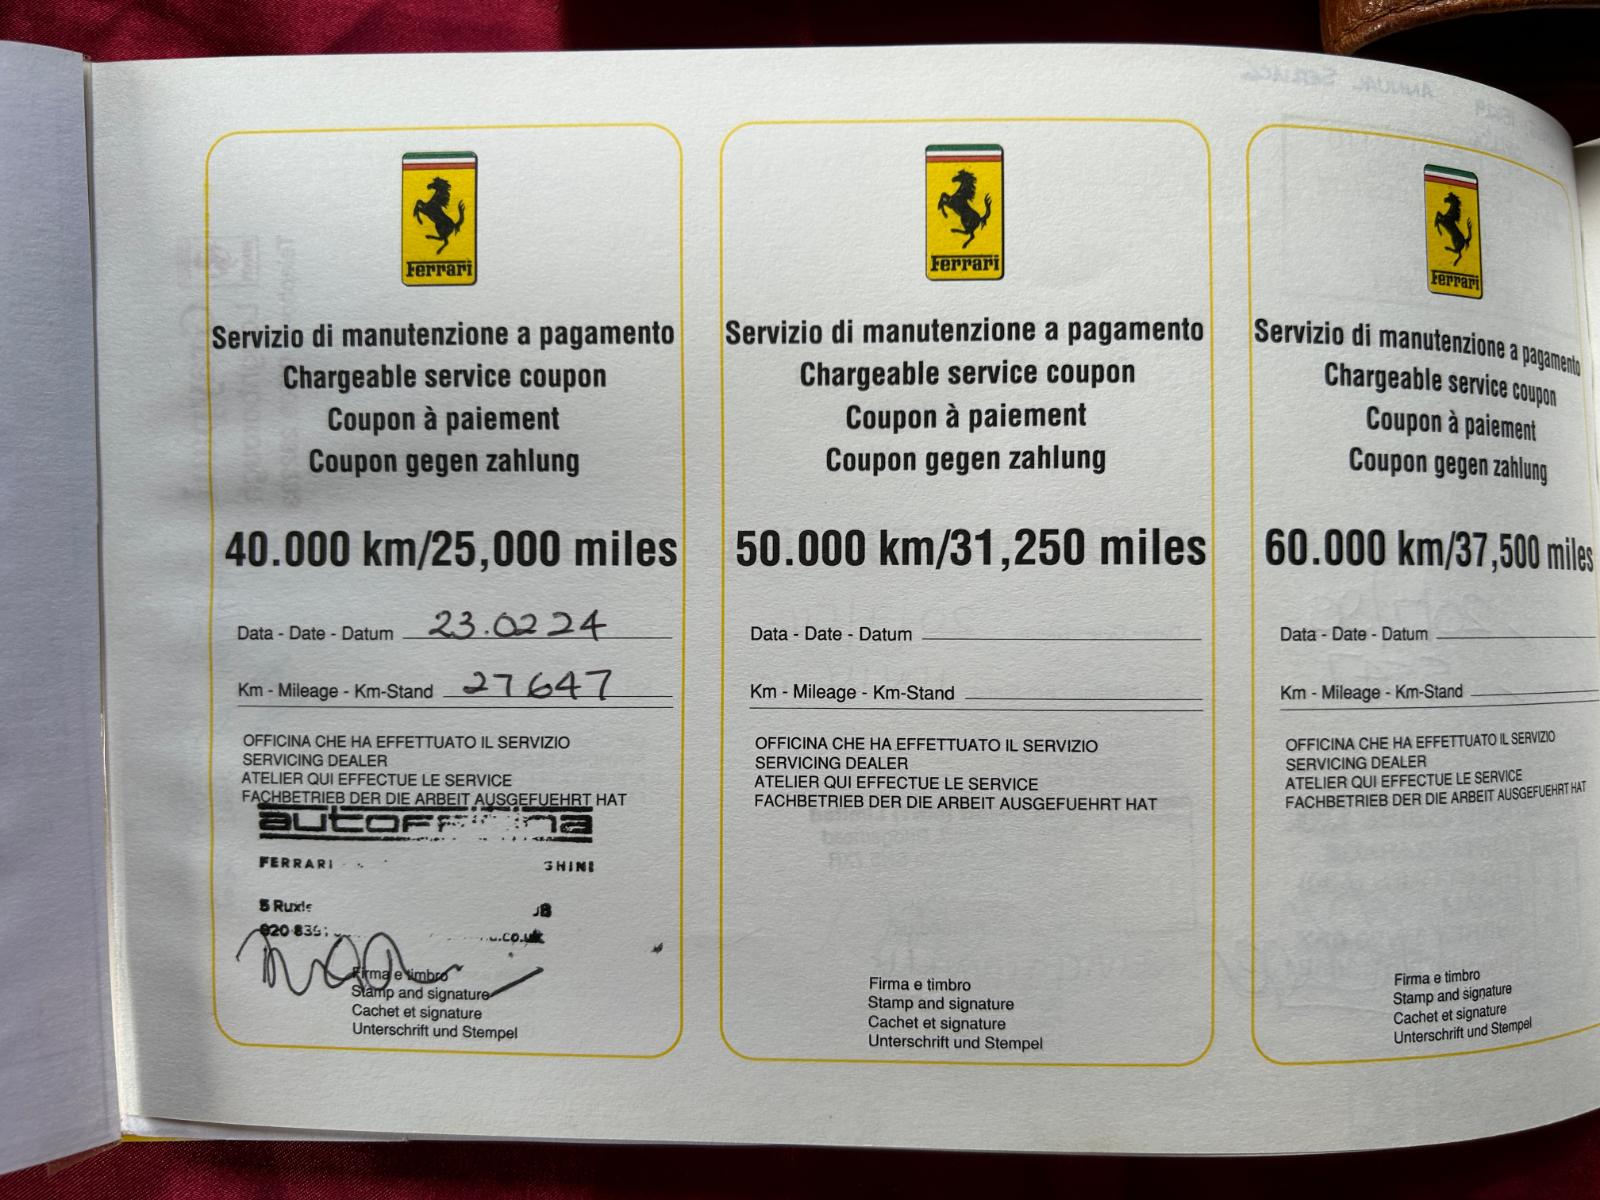 Ferrari
Servizio di manutenzione a pagamento
Chargeable service coupon
Coupon à paiement
Coupon gegen zahlung
40.000 km/25,000 miles
Data - Date - Datum 23.02 24
Km - Mileage - Km-Stand 27647
OFFICINA CHE HA EFFETTUATO IL SERVIZIO
SERVICING DEALER
ATELIER QUI EFFECTUE LE SERVICE
FACHBETRIEB DER DIE ARBEIT AUSGEFUEHRT HAT
FERRARI
5
020
.co.uk
Firma e timbro
Stamp and signature
Cachet et signature
Unterschrift und Stempel
Ferrari
Servizio di manutenzione a pagamento
Chargeable service coupon
Coupon à paiement
Coupon gegen zahlung
50.000 km/31,250 miles
Data - Date - Datum
Km - Mileage - Km-Stand
OFFICINA CHE HA EFFETTUATO IL SERVIZIO
SERVICING DEALER
ATELIER QUI EFFECTUE LE SERVICE
FACHBETRIEB DER DIE ARBEIT AUSGEFUEHRT HAT
Firma e timbro
Stamp and signature
Cachet et signature
Unterschrift und Stempel
Ferrari
Servizio di manutenzione a pagamento
Chargeable service coupon
Coupon à paiement
Coupon gegen zahlung
60.000 km/37,500 miles
Data - Date - Datum
Km - Mileage - Km-Stand
OFFICINA CHE HA EFFETTUATO IL SERVIZIO
SERVICING DEALER
ATELIER QUI EFFECTUE LE SERVICE
FACHBETRIEB DER DIE ARBEIT AUSGEFUEHRT HAT
Firma e timbro
Stamp and signature
Cachet et signature
Unterschrift und Stempel